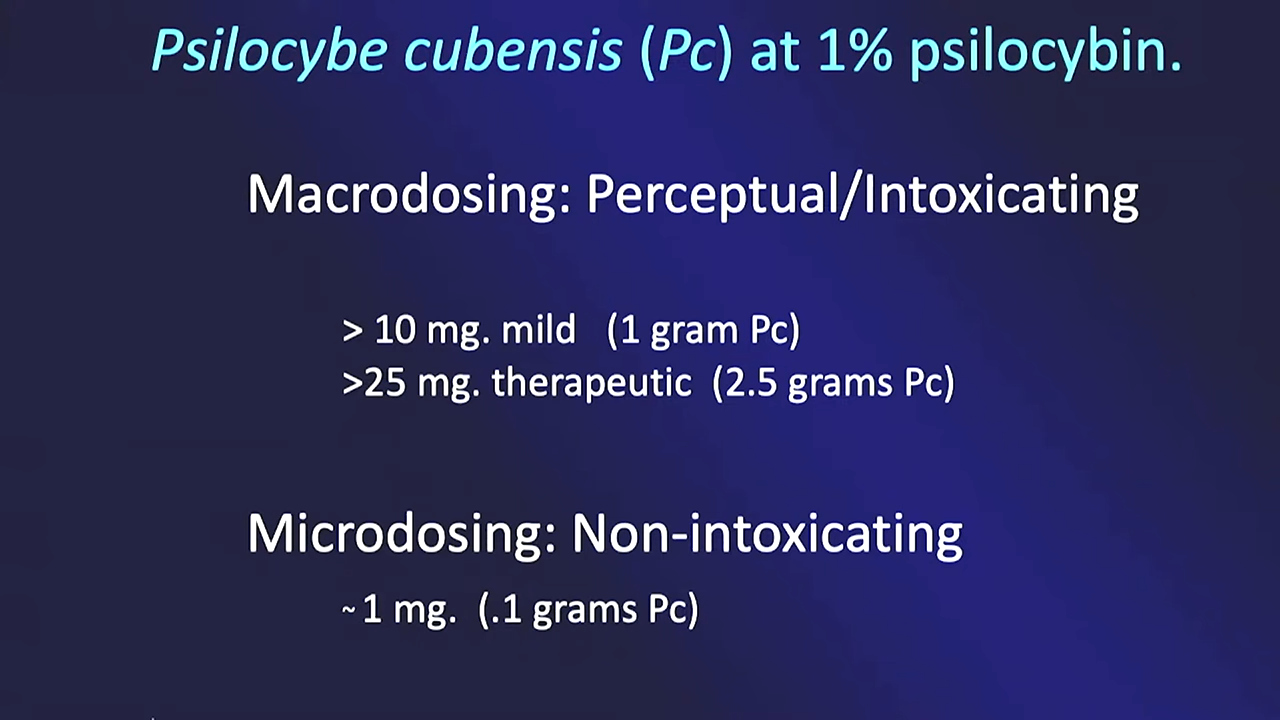 Psilocybe cubensis (Pc) at 1% psilocybin.
Macrodosing: Perceptual/Intoxicating
> 10 mg. mild (1 gram Pc)
>25 mg. therapeutic (2.5 grams Pc)
Microdosing: Non-intoxicating
~ 1 mg. (.1 grams Pc)